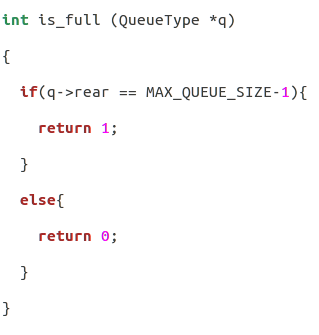 int is_full (QueueType *q)
{
if(q->rear == MAX_QUEUE_SIZE-1){
return 1;
}
else{
return 0;
}
}